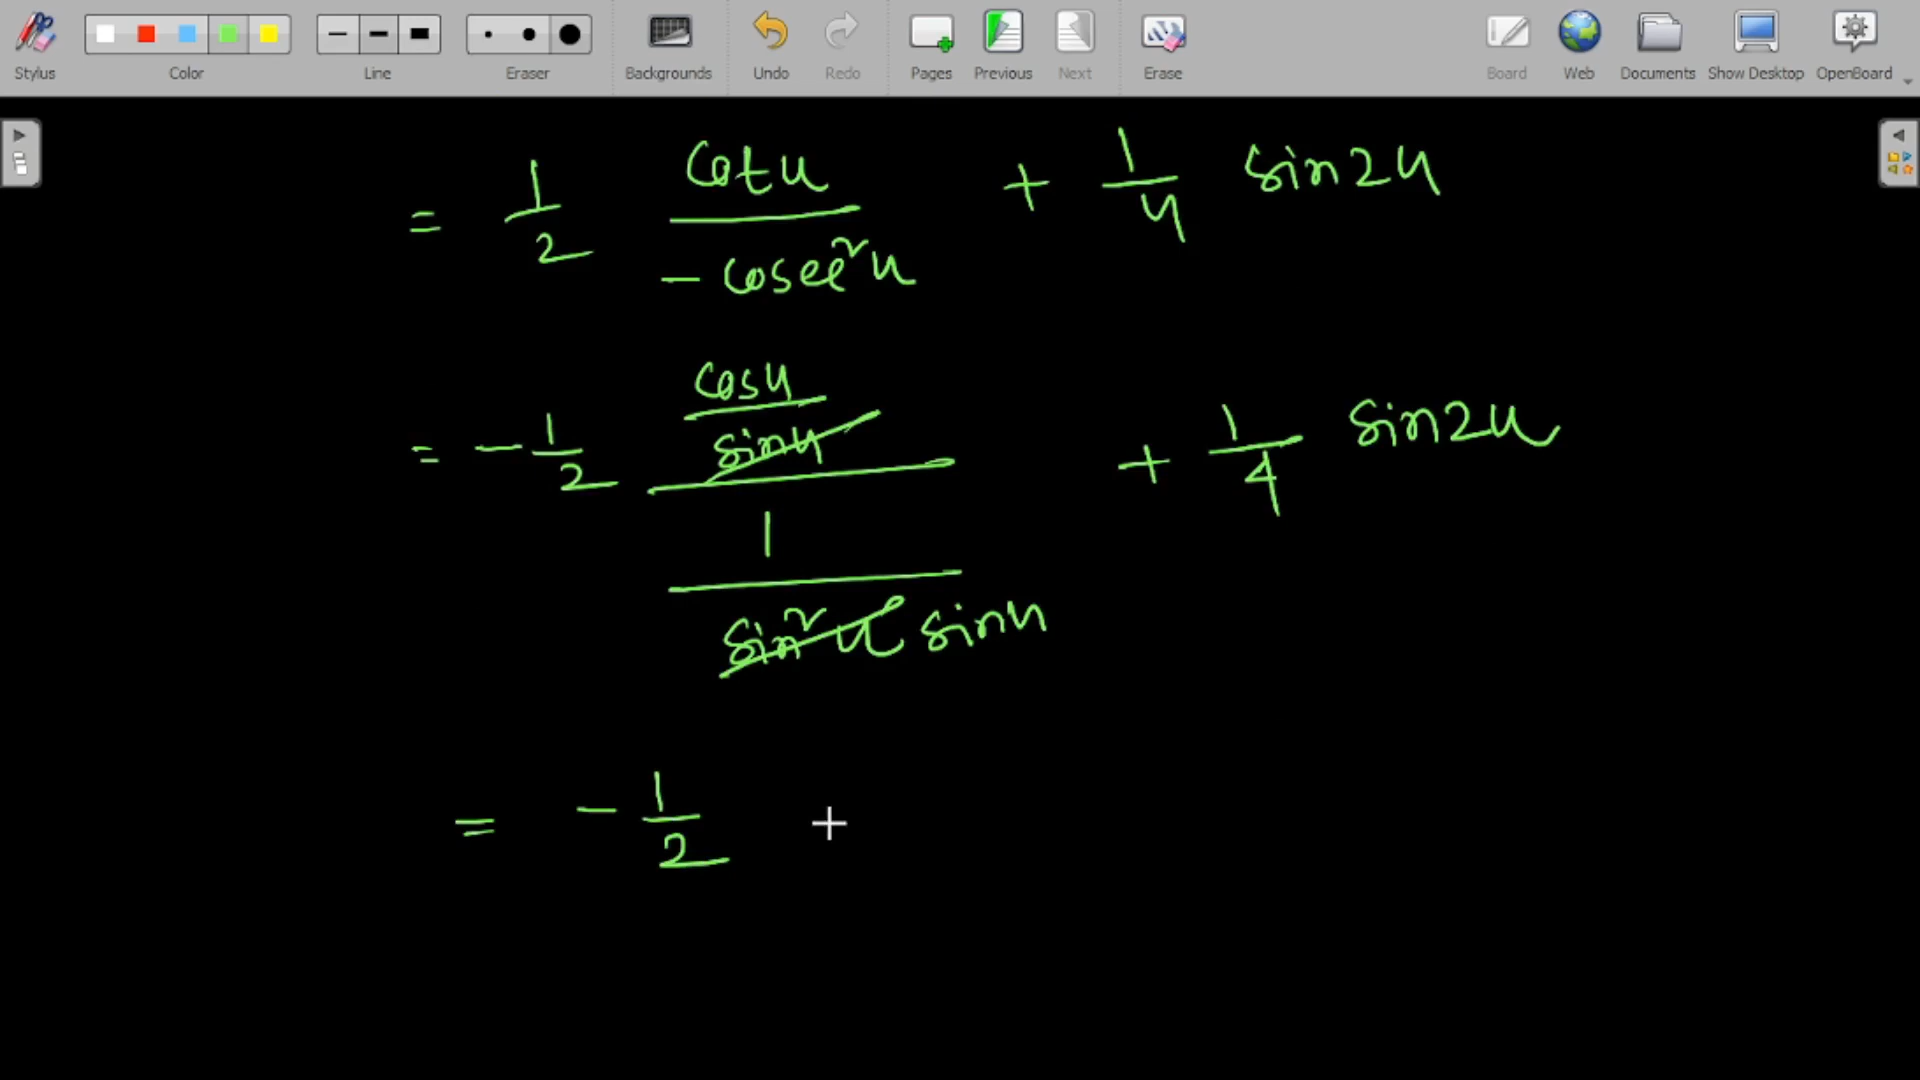 Stylus Color Line Eraser Backgrounds Undo Redo Pages Previous Next Erase Board Web Documents Show Desktop OpenBoard
= 1/2 cot u / - cosec²u + 1/4 sin2u
= - 1/2 (cosu / sinu) / (1 / sin²u sinu) + 1/4 sin2u
= - 1/2